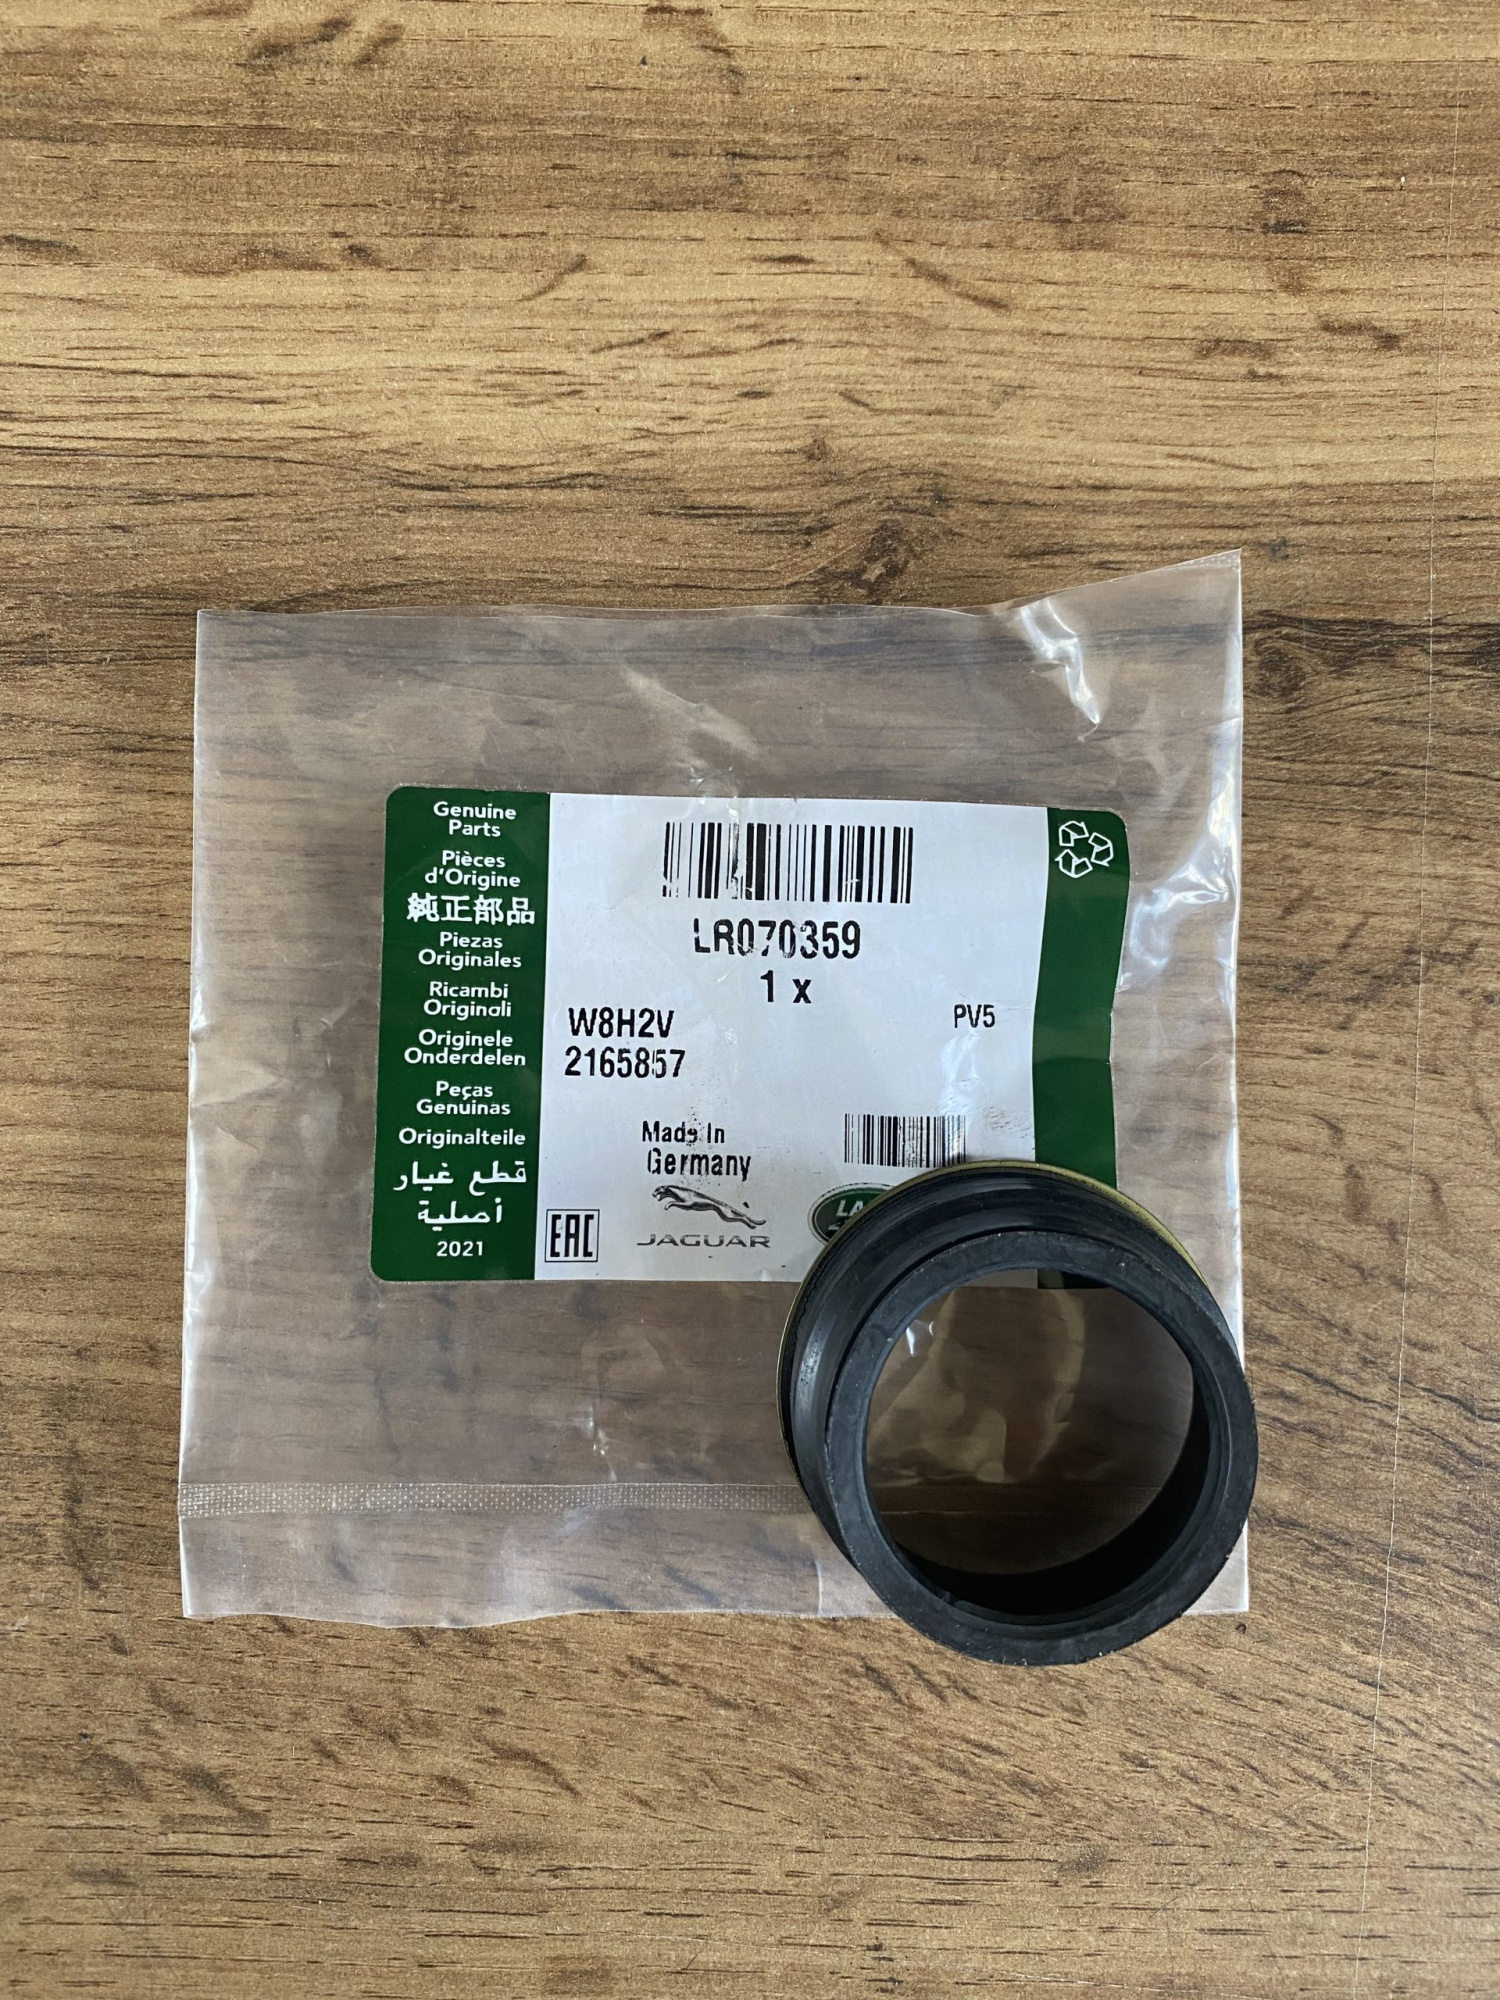 Genuine
Parts
Pièces
d'Origine
純正部品
Piezas
Originales
Ricambi
Originali
Originele
Onderdelen
Peças
Genuinas
Originalteile
قطع غيار
أصلية
2021
LR070359
1 x
W8H2V
PV5
2165857
Made In
Germany
EAC
JAGUAR